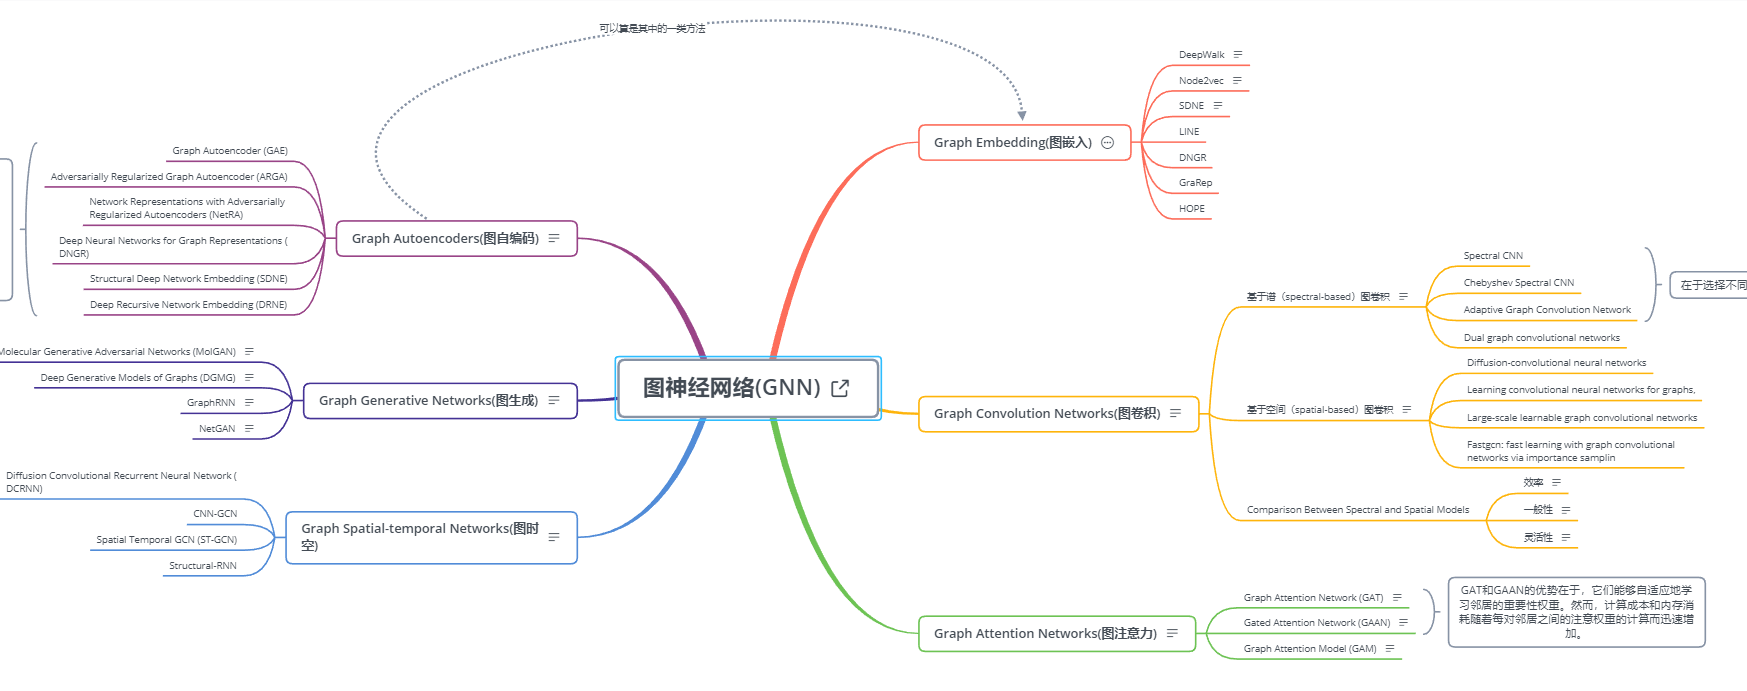 可以算是其中的一类方法
DeepWalk
Node2vec
SDNE
LINE
DNGR
GraRep
HOPE
Graph Embedding(图嵌入)
Graph Autoencoder (GAE)
Adversarially Regularized Graph Autoencoder (ARGA)
Network Representations with Adversarially
Regularized Autoencoders (NetRA)
Deep Neural Networks for Graph Representations (
DNGR)
Structural Deep Network Embedding (SDNE)
Deep Recursive Network Embedding (DRNE)
Graph Autoencoders(图自编码)
Molecular Generative Adversarial Networks (MolGAN)
Deep Generative Models of Graphs (DGMG)
GraphRNN
NetGAN
Graph Generative Networks(图生成)
图神经网络(GNN)
Diffusion Convolutional Recurrent Neural Network (
DCRNN)
CNN-GCN
Spatial Temporal GCN (ST-GCN)
Structural-RNN
Graph Spatial-temporal Networks(图时
空)
Graph Convolution Networks(图卷积)
基于谱（spectral-based）图卷积
Spectral CNN
Chebyshev Spectral CNN
Adaptive Graph Convolution Network
Dual graph convolutional networks
在于选择不同
基于空间（spatial-based）图卷积
Diffusion-convolutional neural networks
Learning convolutional neural networks for graphs,
Large-scale learnable graph convolutional networks
Fastgcn: fast learning with graph convolutional
networks via importance samplin
Comparison Between Spectral and Spatial Models
效率
一般性
灵活性
Graph Attention Networks(图注意力)
Graph Attention Network (GAT)
Gated Attention Network (GAAN)
Graph Attention Model (GAM)
GAT和GAAN的优势在于，它们能够自适应地学
习邻居的重要性权重。然而，计算成本和内存消
耗随着每对邻居之间的注意权重的计算而迅速增
加。